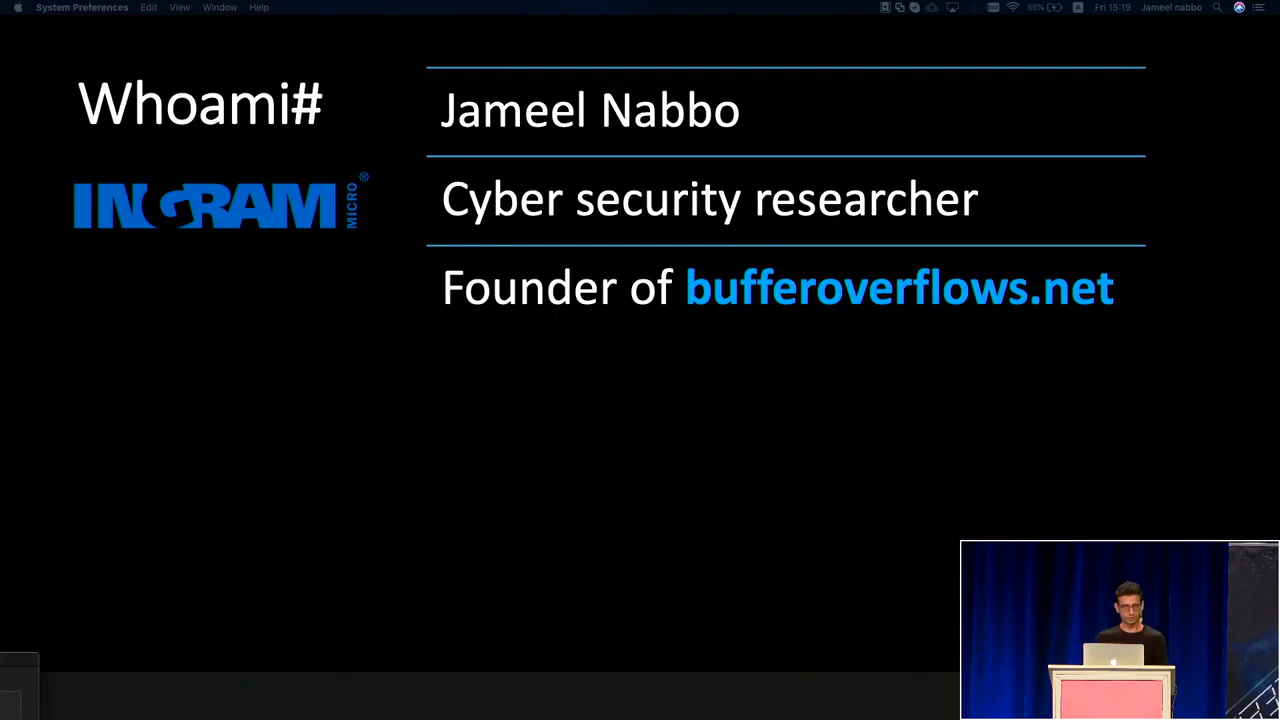 System Preferences Edit View Window Help 55% A Fri 15:19 Jameel nabbo
Whoami#
INGRAM MICRO®
Jameel Nabbo
Cyber security researcher
Founder of bufferoverflows.net